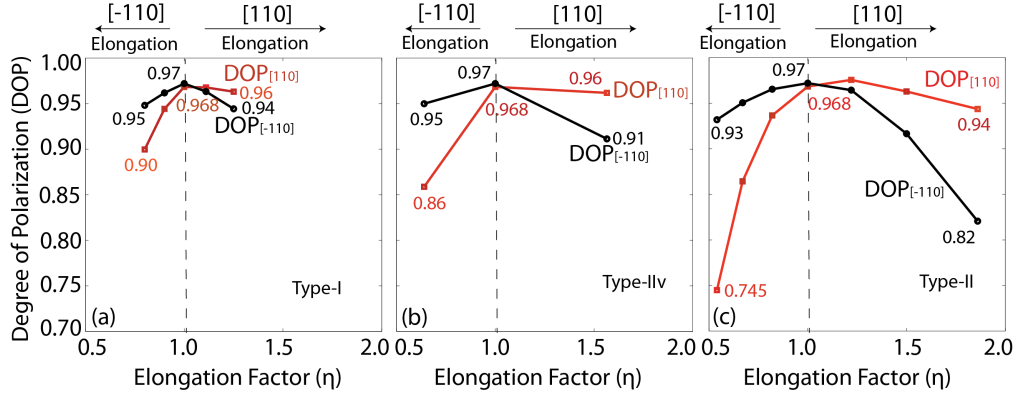 [-110] [110] [-110] [110] [-110] [110]
Elongation Elongation Elongation Elongation Elongation Elongation
Degree of Polarization (DOP)
1.00
0.95
0.90
0.85
0.80
0.75
0.70
0.97
DOP[110]
0.96
0.968
0.94
0.95
DOP[-110]
0.90
Type-I
(a)
0.5 1.0 1.5 2.0
Elongation Factor (η)
0.97
0.96
DOP[110]
0.95
0.968
0.91
DOP[-110]
0.86
Type-IIv
(b)
0.5 1.0 1.5 2.0
Elongation Factor (η)
0.97
DOP[110]
0.968
0.93
0.94
DOP[-110]
0.82
0.745
Type-II
(c)
0.5 1.0 1.5 2.0
Elongation Factor (η)